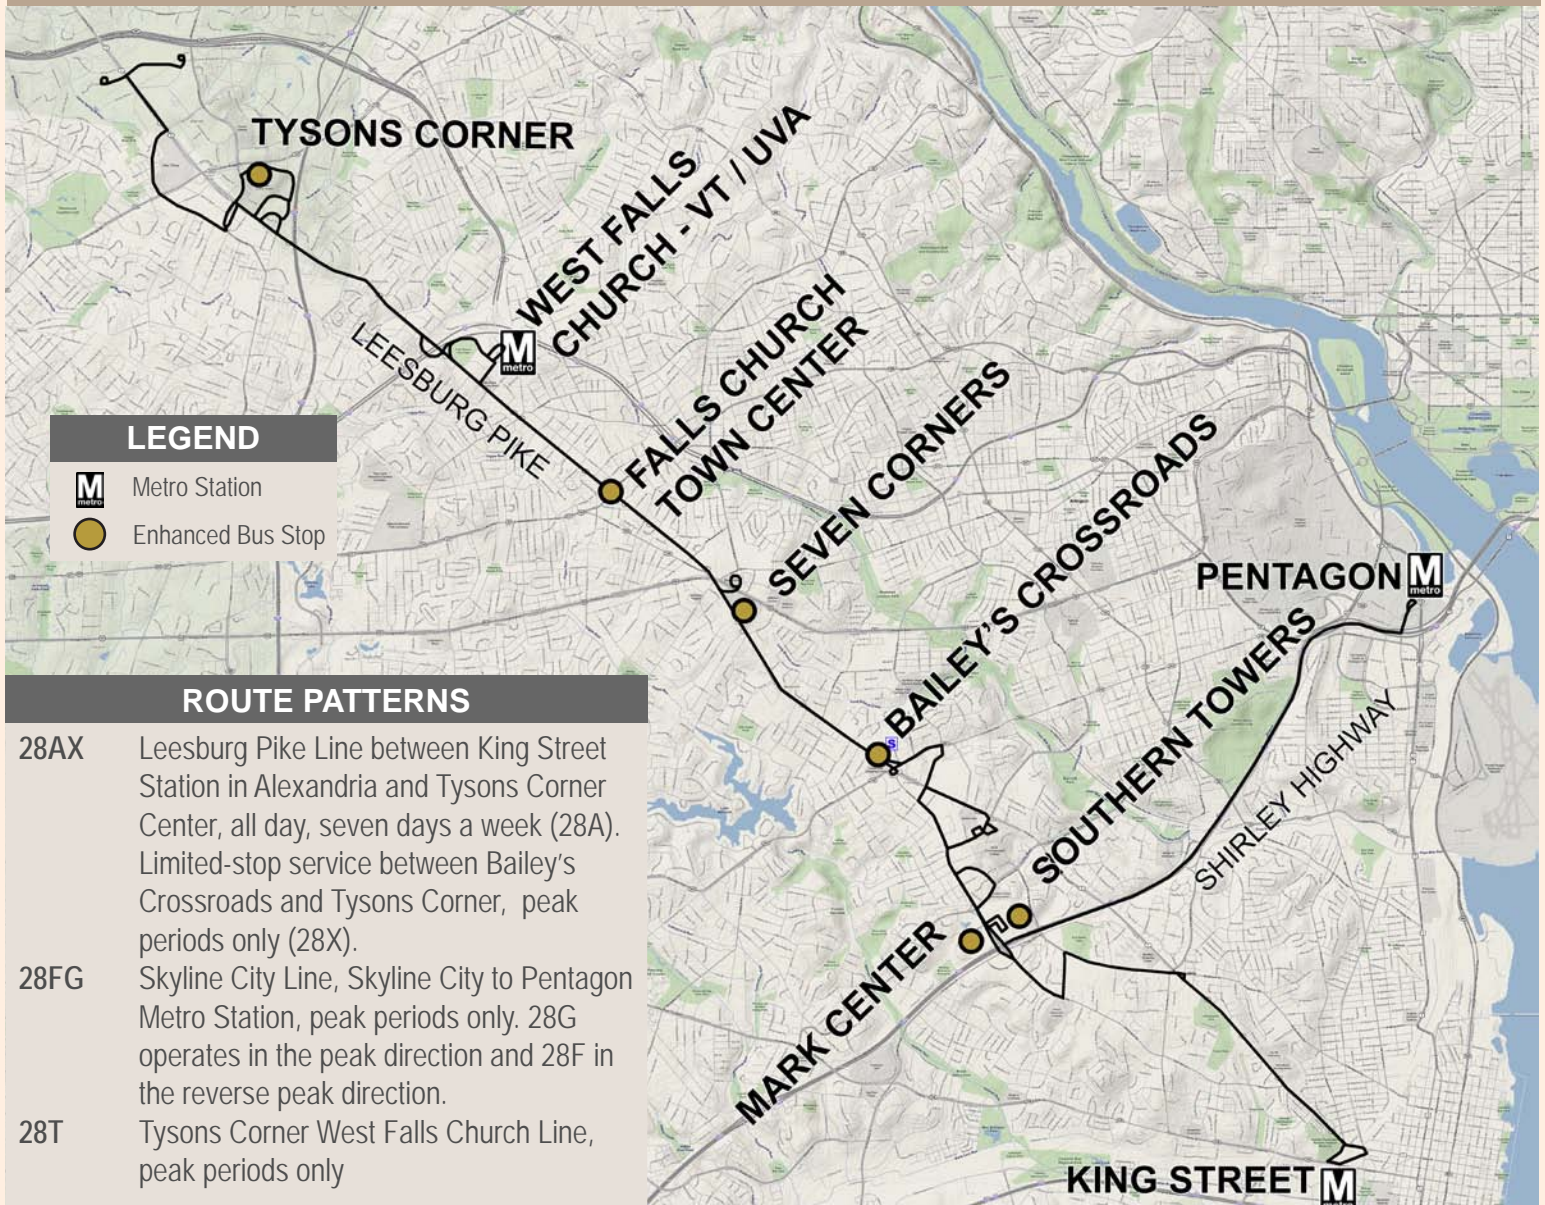 TYSONS CORNER
WEST FALLS
CHURCH - VT / UVA
M
metro
LEESBURG PIKE
FALLS CHURCH
TOWN CENTER
SEVEN CORNERS
BAILEY'S CROSSROADS
S
PENTAGON
M
metro
SOUTHERN TOWERS
SHIRLEY HIGHWAY
MARK CENTER
KING STREET
M
LEGEND
M
metro
Metro Station
Enhanced Bus Stop
ROUTE PATTERNS
28AX Leesburg Pike Line between King Street
Station in Alexandria and Tysons Corner
Center, all day, seven days a week (28A).
Limited-stop service between Bailey's
Crossroads and Tysons Corner, peak
periods only (28X).
28FG Skyline City Line, Skyline City to Pentagon
Metro Station, peak periods only. 28G
operates in the peak direction and 28F in
the reverse peak direction.
28T Tysons Corner West Falls Church Line,
peak periods only